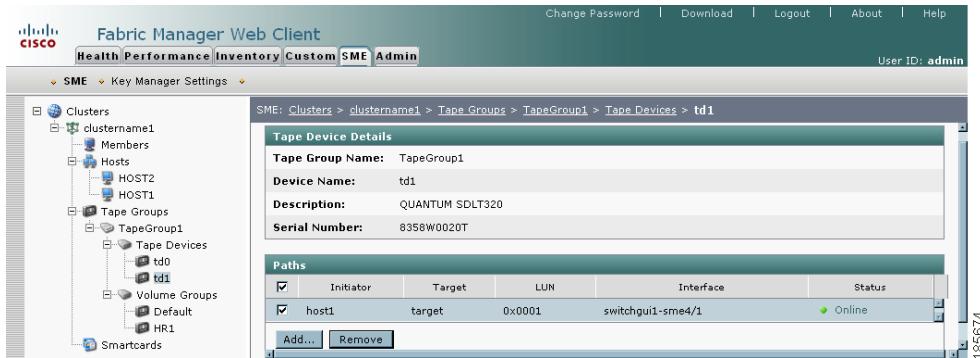 Change Password | Download | Logout | About | Help
CISCO
Fabric Manager Web Client
Health Performance Inventory Custom SME Admin
User ID: admin
SME Key Manager Settings
SME: Clusters > clustername1 > Tape Groups > TapeGroup1 > Tape Devices > td1
Clusters
clustername1
Members
Hosts
HOST2
HOST1
Tape Groups
TapeGroup1
Tape Devices
td0
td1
Volume Groups
Default
HR1
Smartcards
Tape Device Details
Tape Group Name: TapeGroup1
Device Name: td1
Description: QUANTUM SDLT320
Serial Number: 8358W0020T
Paths
Initiator Target LUN Interface Status
host1 target 0x0001 switchgui1-sme4/1 Online
Add... Remove
185674